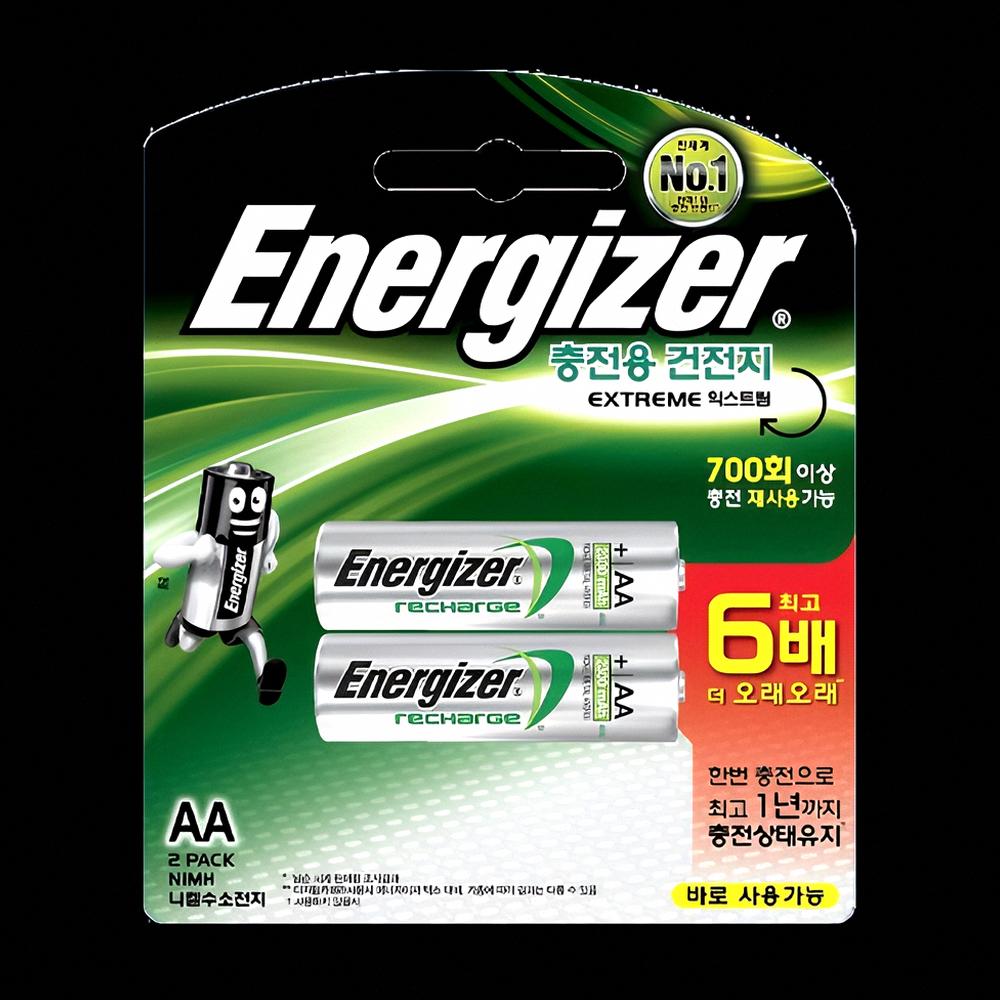 No.1
Energizer®
충전용 건전지
EXTREME 익스트림
700회 이상
충전 재사용가능
Energizer
Energizer
recharge
+ AA
Energizer
recharge
+ AA
최고
6배
더 오래오래
한번 충전으로
최고 1년까지
충전상태유지
바로 사용가능
AA
2 PACK
NIMH
니켈수소전지